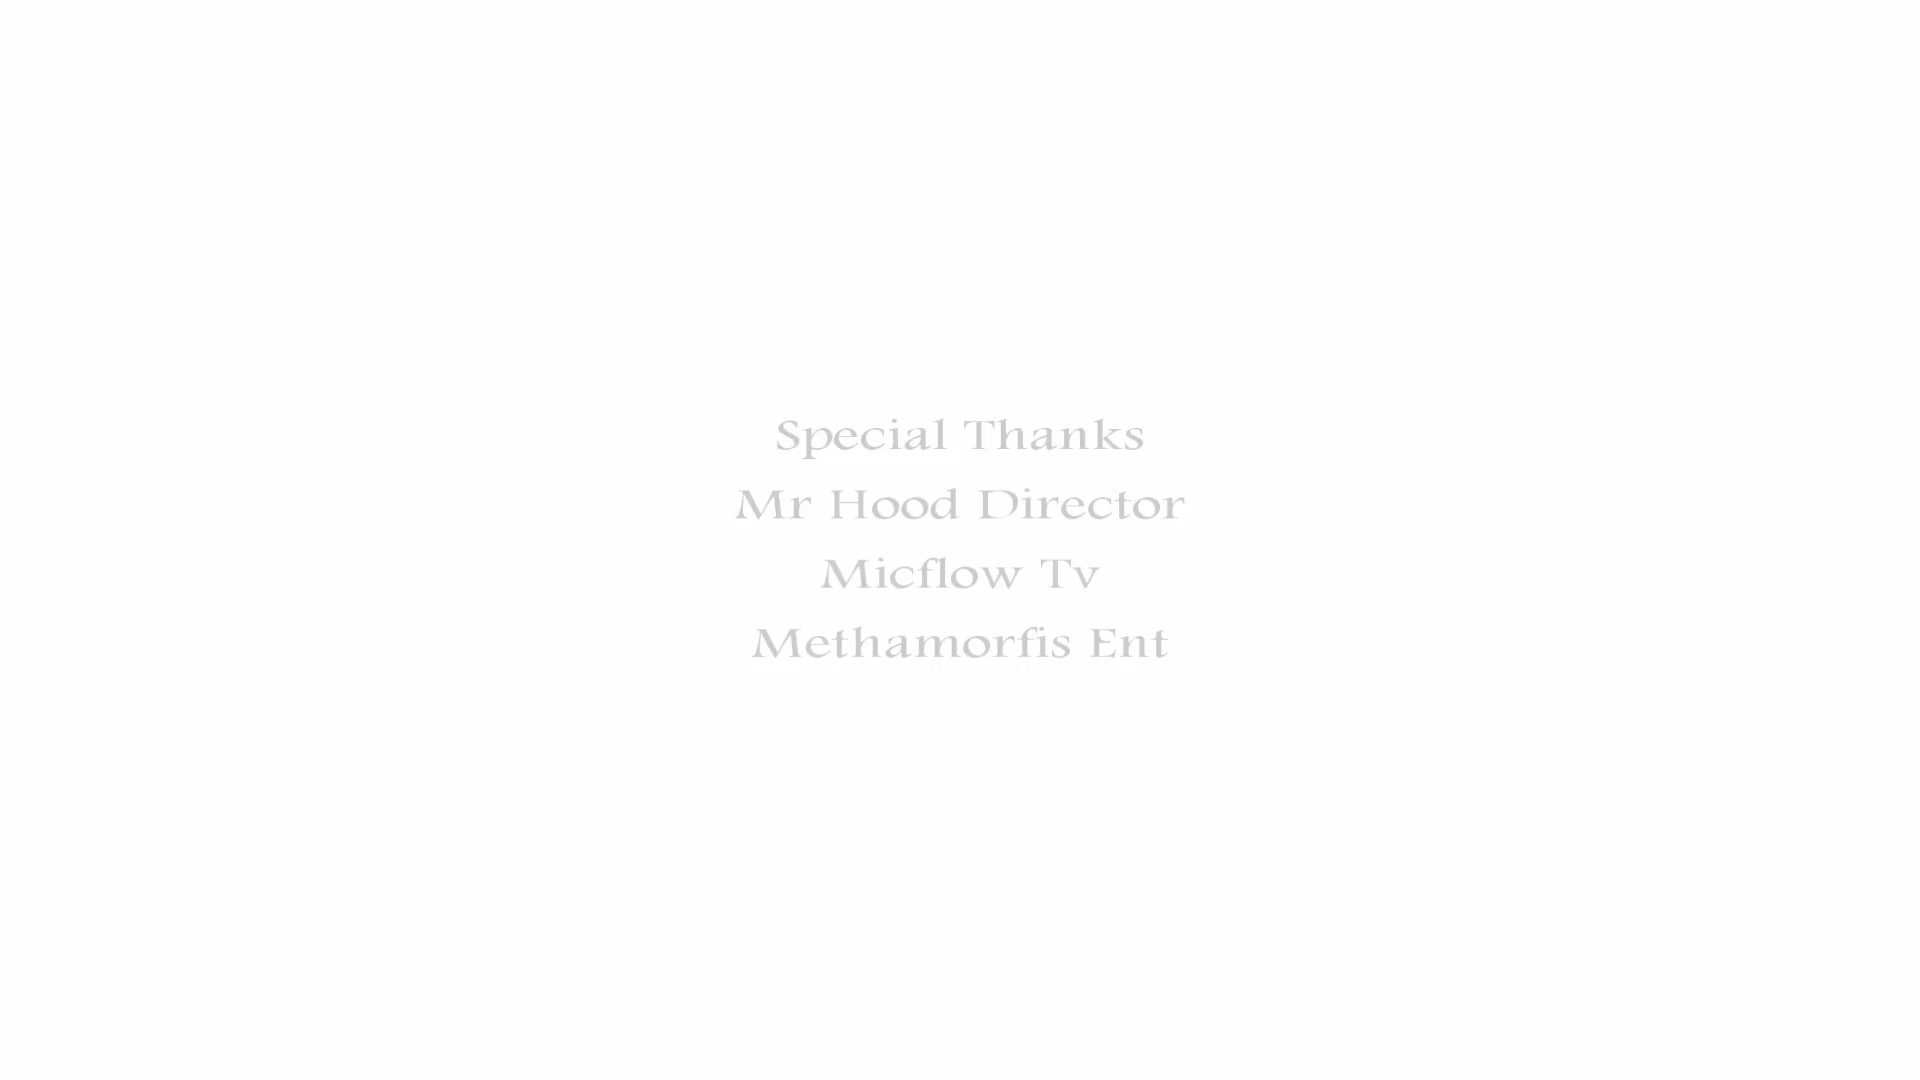 Special Thanks
Mr Hood Director
Micflow Tv
Methamorfis Ent